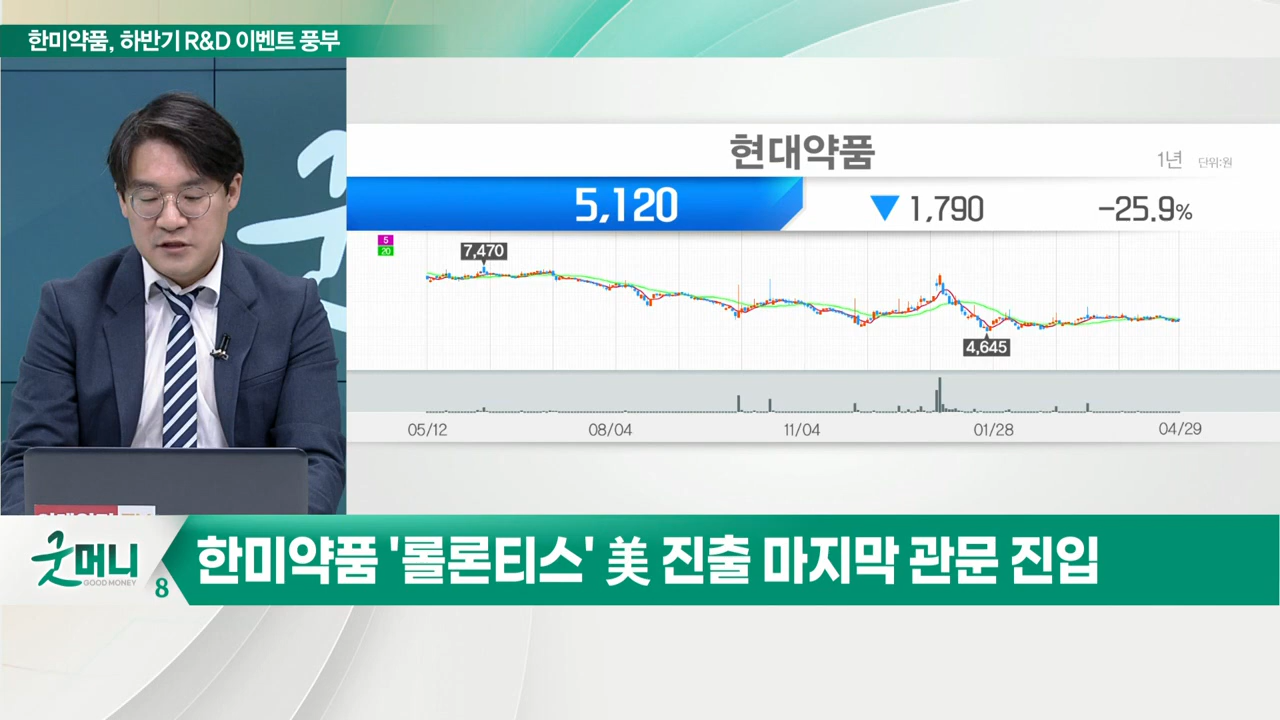 한미약품, 하반기 R&D 이벤트 풍부
현대약품
1년 단위:원
5,120 ▼ 1,790 -25.9%
5
20
7,470
4,645
05/12 08/04 11/04 01/28 04/29
굿머니
GOOD MONEY
8
한미약품 '롤론티스' 美 진출 마지막 관문 진입